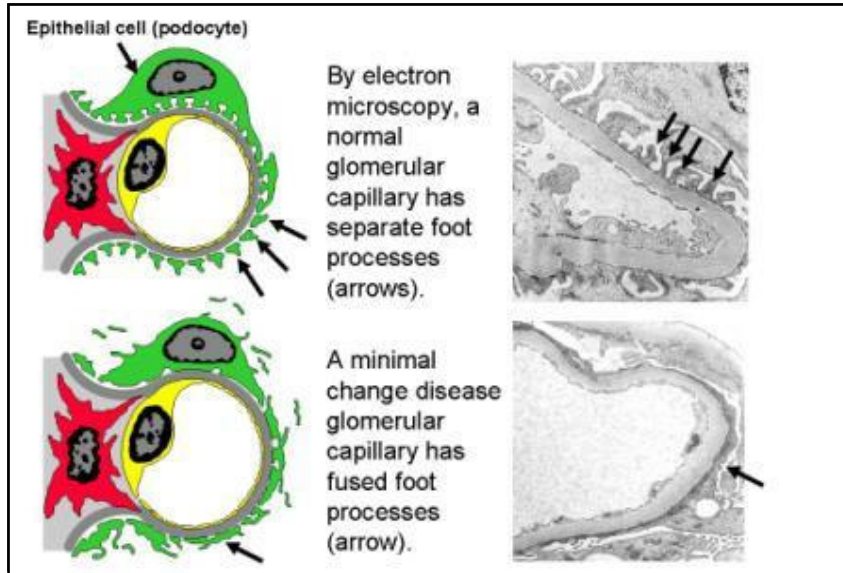 Epithelial cell (podocyte)
By electron
microscopy, a
normal
glomerular
capillary has
separate foot
processes
(arrows).
A minimal
change disease
glomerular
capillary has
fused foot
processes
(arrow).